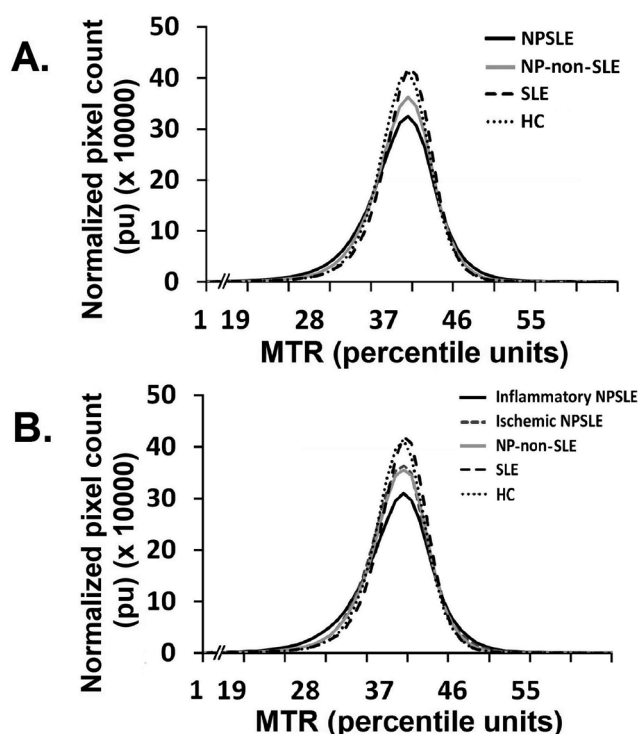 A.
Normalized pixel count
(pu) (x 10000)
50
40
30
20
10
0
NPSLE
NP-non-SLE
SLE
HC
1 19 28 37 46 55
MTR (percentile units)
B.
Normalized pixel count
(pu) (x 10000)
50
40
30
20
10
0
Inflammatory NPSLE
Ischemic NPSLE
NP-non-SLE
SLE
HC
1 19 28 37 46 55
MTR (percentile units)